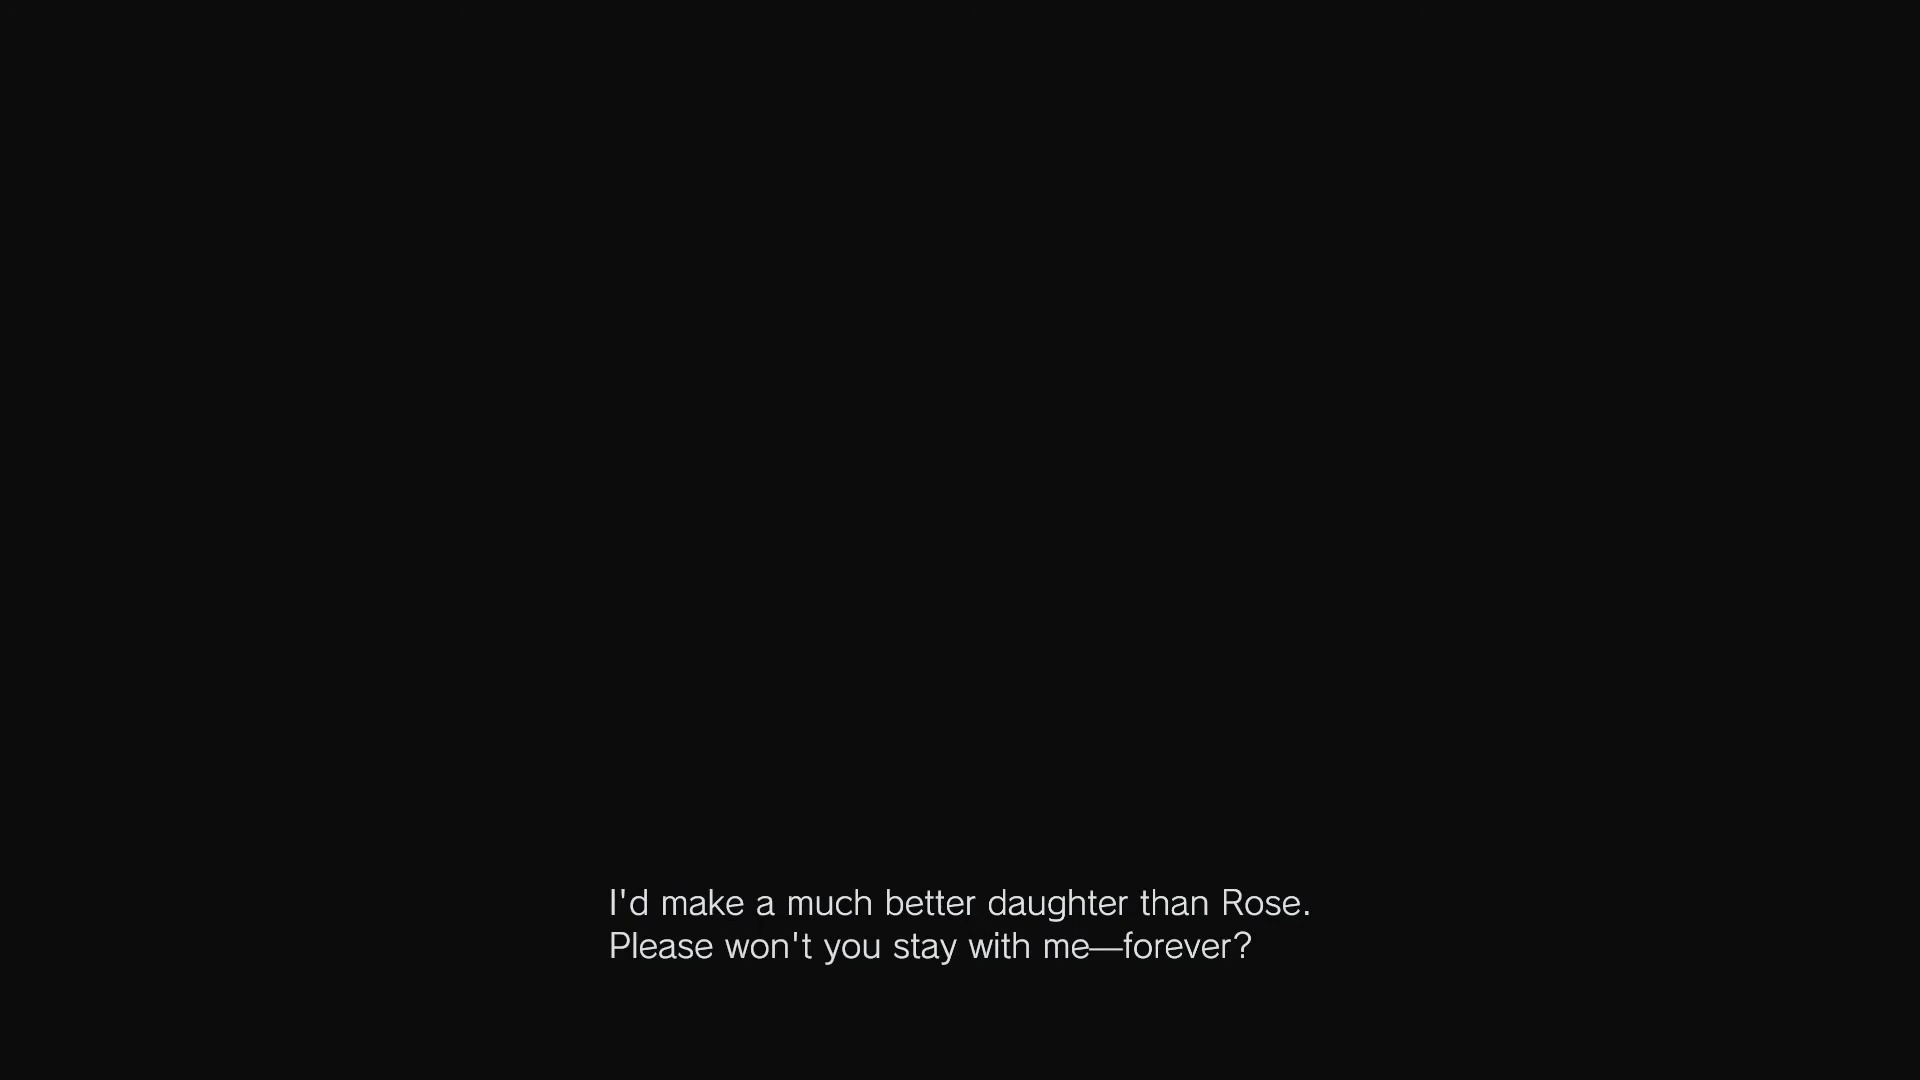 I'd make a much better daughter than Rose.
Please won't you stay with me—forever?